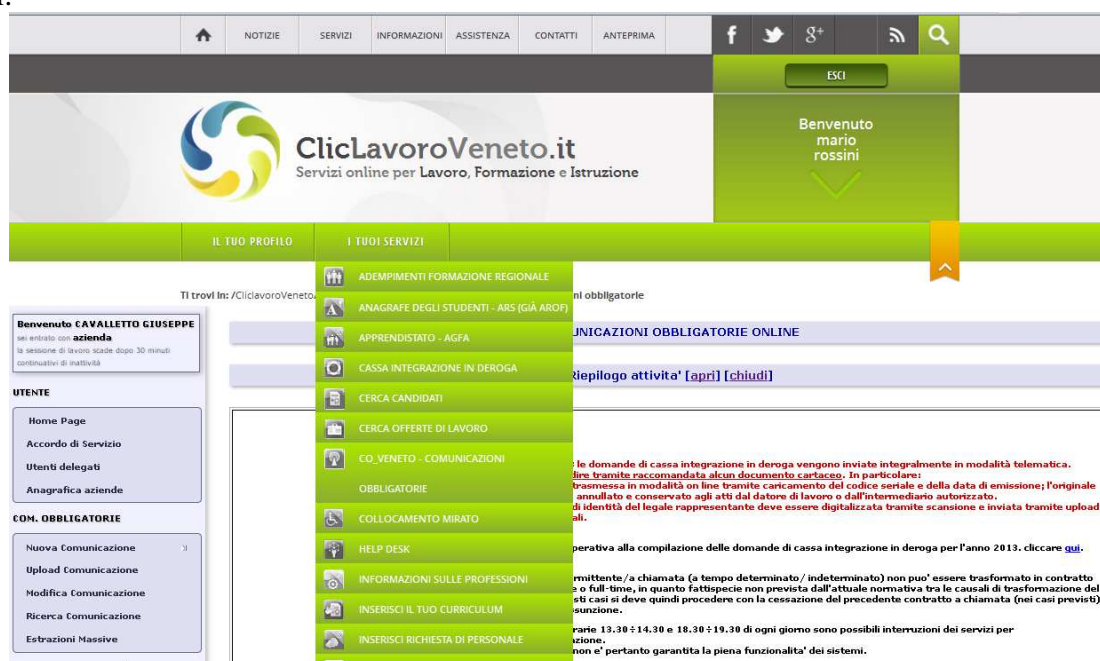 NOTIZIE SERVIZI INFORMAZIONI ASSISTENZA CONTATTI ANTEPRIMA
ESCI
Benvenuto
mario
rossini
ClicLavoroVeneto.it
Servizi online per Lavoro, Formazione e Istruzione
IL TUO PROFILO I TUOI SERVIZI
Ti trovi in: /CliclavoroVeneto
ni obbligatorie
Benvenuto CAVALLETTO GIUSEPPE
sei entrato con azienda
la sessione di lavoro scade dopo 30 minuti
continuativi di inattività
UTENTE
Home Page
Accordo di Servizio
Utenti delegati
Anagrafica aziende
COM. OBBLIGATORIE
Nuova Comunicazione
Upload Comunicazione
Modifica Comunicazione
Ricerca Comunicazione
Estrazioni Massive
ADEMPIMENTI FORMAZIONE REGIONALE
ANAGRAFE DEGLI STUDENTI - ARS (GIÀ AROF)
APPRENDISTATO - AGFA
CASSA INTEGRAZIONE IN DEROGA
CERCA CANDIDATI
CERCA OFFERTE DI LAVORO
CO_VENETO - COMUNICAZIONI
OBBLIGATORIE
COLLOCAMENTO MIRATO
HELP DESK
INFORMAZIONI SULLE PROFESSIONI
INSERISCI IL TUO CURRICULUM
INSERISCI RICHIESTA DI PERSONALE
UNICAZIONI OBBLIGATORIE ONLINE
Riepilogo attivita' [apri] [chiudi]
le domande di cassa integrazione in deroga vengono inviate integralmente in modalità telematica.
dire tramite raccomandata alcun documento cartaceo. In particolare:
trasmessa in modalità on line tramite caricamento del codice seriale e della data di emissione; l'originale
annullato e conservato agli atti dal datore di lavoro o dall'intermediario autorizzato.
di identità del legale rappresentante deve essere digitalizzata tramite scansione e inviata tramite upload
ali.
perativa alla compilazione delle domande di cassa integrazione in deroga per l'anno 2013. cliccare qui.
rmittente/a chiamata (a tempo determinato/ indeterminato) non puo' essere trasformato in contratto
e o full-time, in quanto fattispecie non prevista dall'attuale normativa tra le causali di trasformazione del
sti casi si deve quindi procedere con la cessazione del precedente contratto a chiamata (nei casi previsti)
sunzione.
rarie 13.30÷14.30 e 18.30÷19.30 di ogni giorno sono possibili interruzioni dei servizi per
azione.
non e' pertanto garantita la piena funzionalita' dei sistemi.